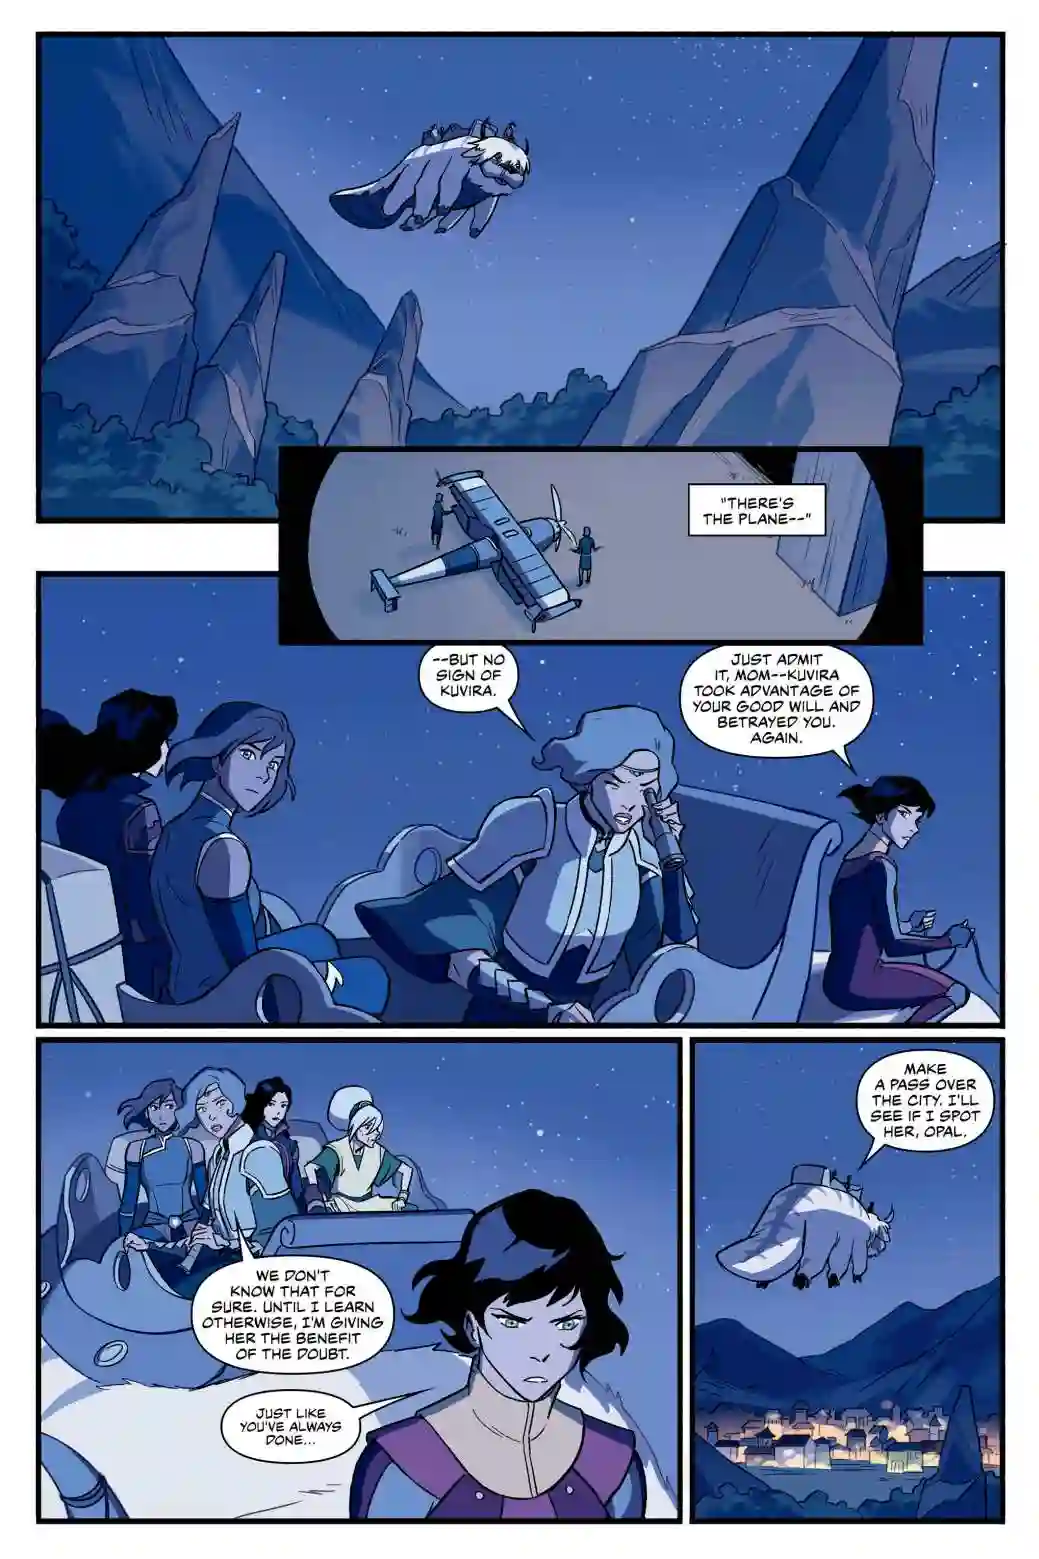 "THERE'S
THE PLANE--"
--BUT NO
SIGN OF
KUVIRA.
JUST ADMIT
IT, MOM--KUVIRA
TOOK ADVANTAGE OF
YOUR GOOD WILL AND
BETRAYED YOU.
AGAIN.
WE DON'T
KNOW THAT FOR
SURE. UNTIL I LEARN
OTHERWISE, I'M GIVING
HER THE BENEFIT
OF THE DOUBT.
JUST LIKE
YOU'VE ALWAYS
DONE...
MAKE
A PASS OVER
THE CITY. I'LL
SEE IF I SPOT
HER, OPAL.